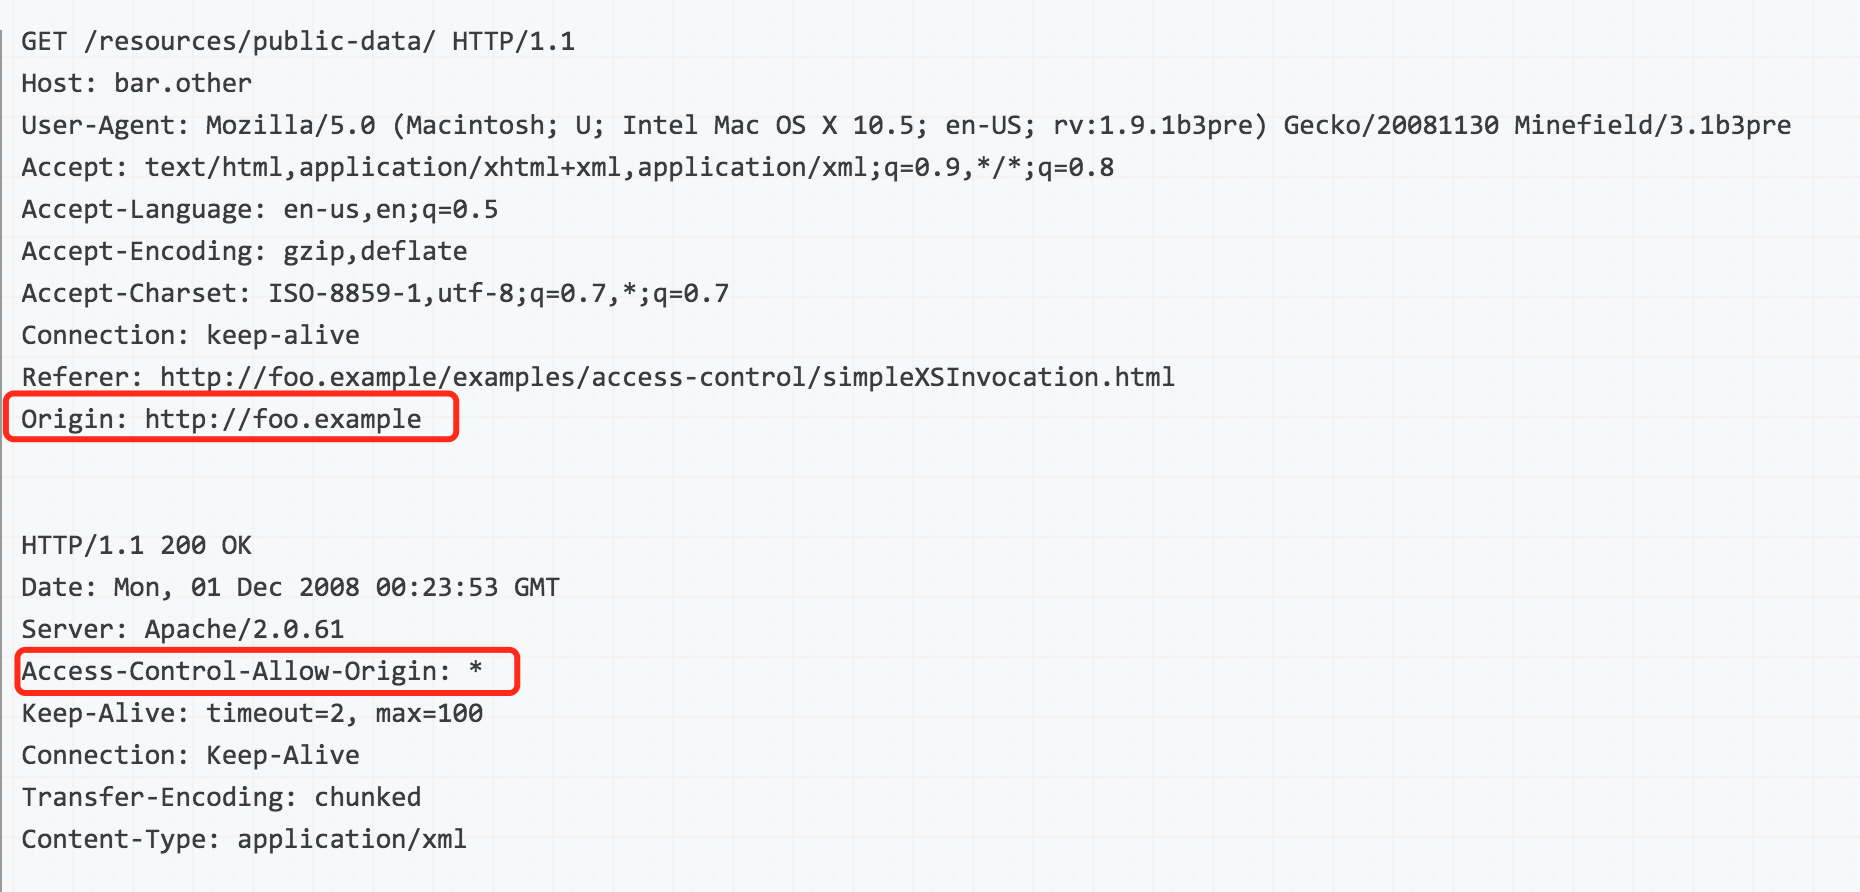 GET /resources/public-data/ HTTP/1.1
Host: bar.other
User-Agent: Mozilla/5.0 (Macintosh; U; Intel Mac OS X 10.5; en-US; rv:1.9.1b3pre) Gecko/20081130 Minefield/3.1b3pre
Accept: text/html,application/xhtml+xml,application/xml;q=0.9,*/*;q=0.8
Accept-Language: en-us,en;q=0.5
Accept-Encoding: gzip,deflate
Accept-Charset: ISO-8859-1,utf-8;q=0.7,*;q=0.7
Connection: keep-alive
Referer: http://foo.example/examples/access-control/simpleXSInvocation.html
Origin: http://foo.example
HTTP/1.1 200 OK
Date: Mon, 01 Dec 2008 00:23:53 GMT
Server: Apache/2.0.61
Access-Control-Allow-Origin: *
Keep-Alive: timeout=2, max=100
Connection: Keep-Alive
Transfer-Encoding: chunked
Content-Type: application/xml